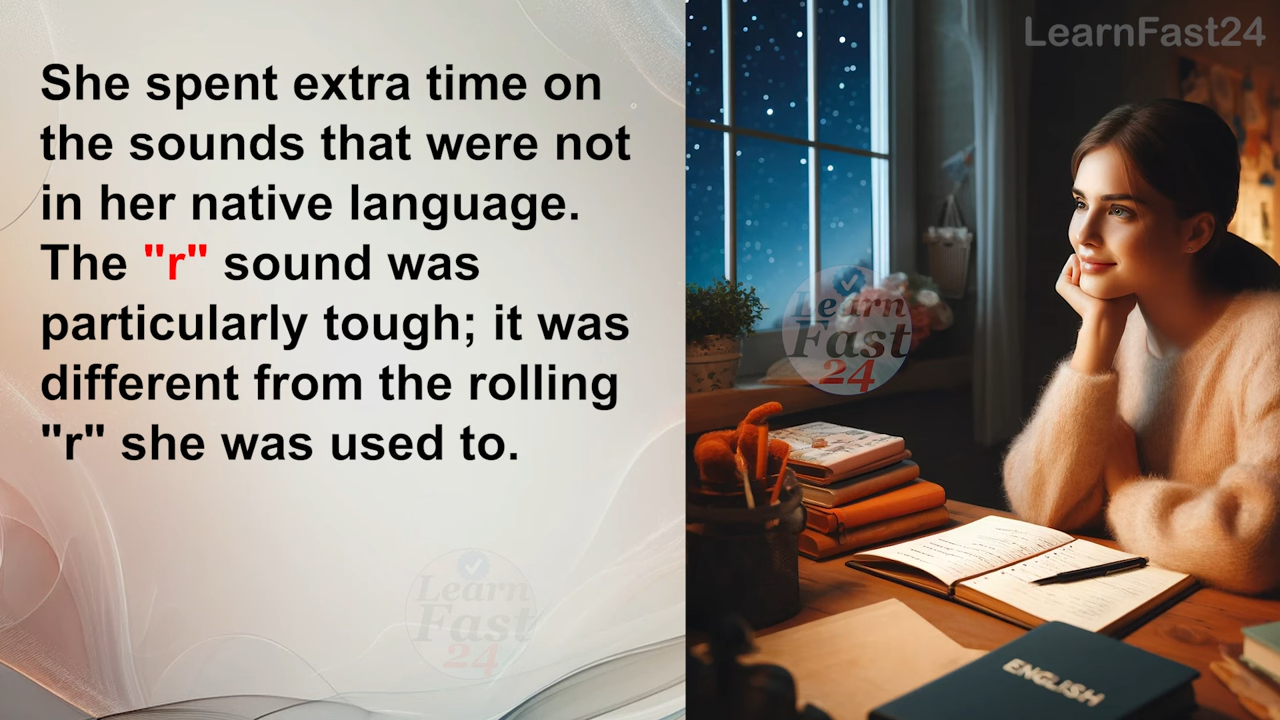 LearnFast24
She spent extra time on
the sounds that were not
in her native language.
The "r" sound was
particularly tough; it was
different from the rolling
"r" she was used to.
Learn
Fast
24
Learn
Fast
24
ENGLISH